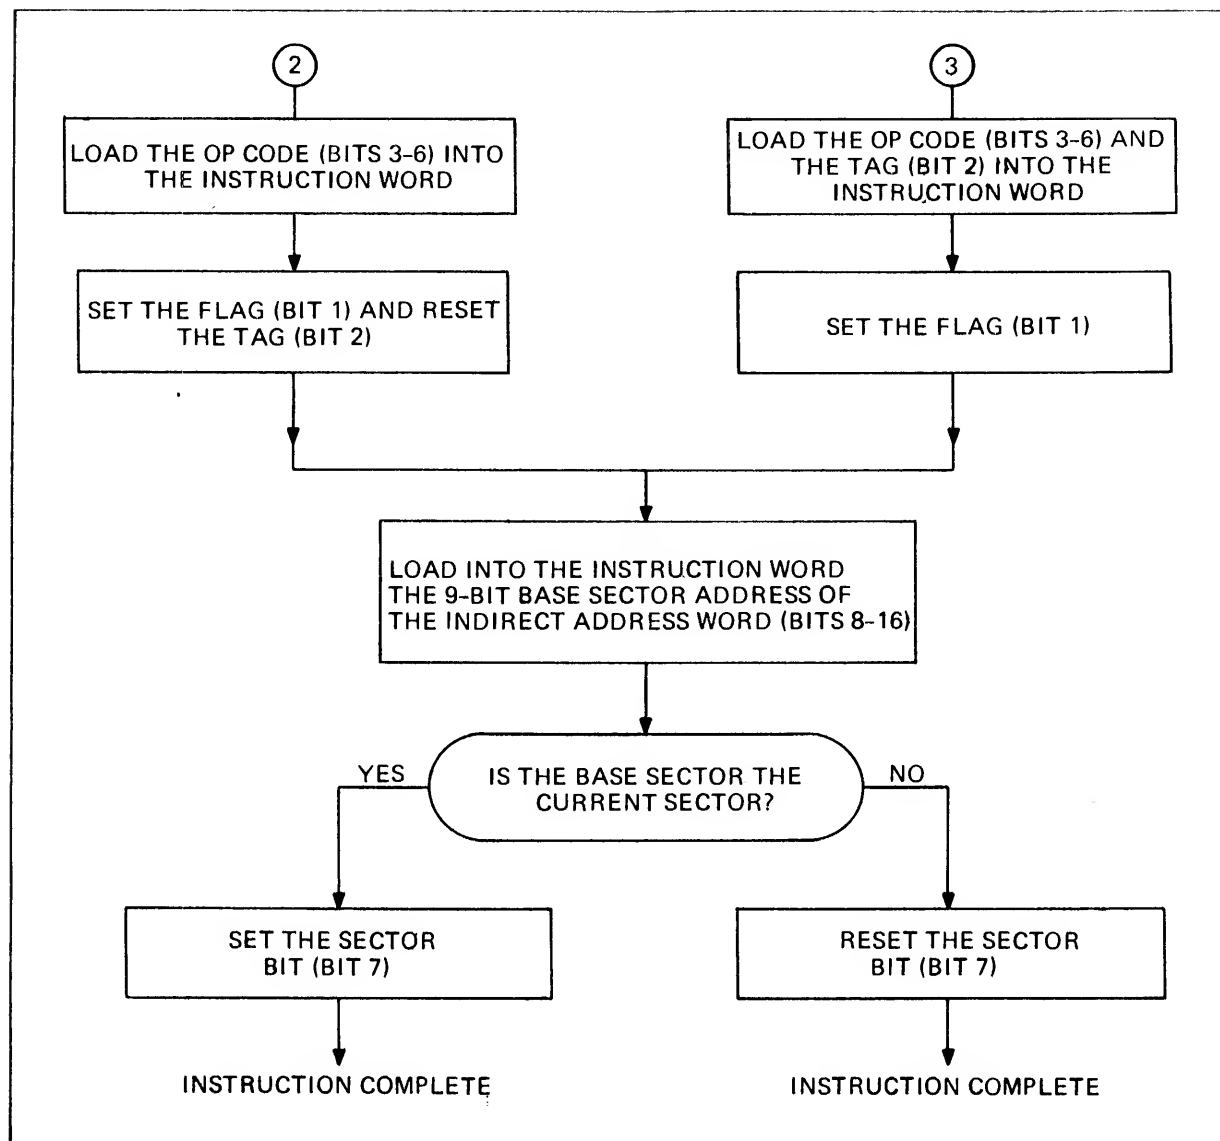 2
3
LOAD THE OP CODE (BITS 3-6) INTO
THE INSTRUCTION WORD
LOAD THE OP CODE (BITS 3-6) AND
THE TAG (BIT 2) INTO THE
INSTRUCTION WORD
SET THE FLAG (BIT 1) AND RESET
THE TAG (BIT 2)
SET THE FLAG (BIT 1)
LOAD INTO THE INSTRUCTION WORD
THE 9-BIT BASE SECTOR ADDRESS OF
THE INDIRECT ADDRESS WORD (BITS 8-16)
YES
IS THE BASE SECTOR THE
CURRENT SECTOR?
NO
SET THE SECTOR
BIT (BIT 7)
RESET THE SECTOR
BIT (BIT 7)
INSTRUCTION COMPLETE
INSTRUCTION COMPLETE